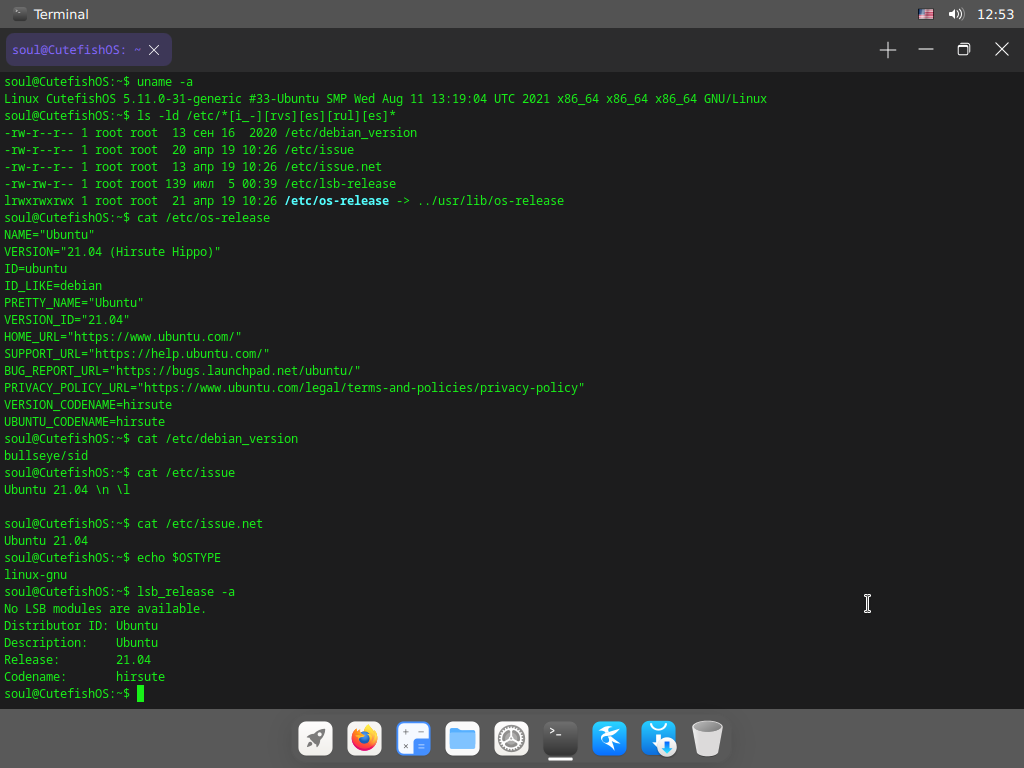 Terminal
12:53
soul@CutefishOS: ~
soul@CutefishOS:~$ uname -a
Linux CutefishOS 5.11.0-31-generic #33-Ubuntu SMP Wed Aug 11 13:19:04 UTC 2021 x86_64 x86_64 x86_64 GNU/Linux
soul@CutefishOS:~$ ls -ld /etc/*[i_-][rvs][es][rul][es]*
-rw-r--r-- 1 root root  13 сен 16  2020 /etc/debian_version
-rw-r--r-- 1 root root  20 апр 19 10:26 /etc/issue
-rw-r--r-- 1 root root  13 апр 19 10:26 /etc/issue.net
-rw-rw-r-- 1 root root 139 июл  5 00:39 /etc/lsb-release
lrwxrwxrwx 1 root root  21 апр 19 10:26 /etc/os-release -> ../usr/lib/os-release
soul@CutefishOS:~$ cat /etc/os-release
NAME="Ubuntu"
VERSION="21.04 (Hirsute Hippo)"
ID=ubuntu
ID_LIKE=debian
PRETTY_NAME="Ubuntu"
VERSION_ID="21.04"
HOME_URL="https://www.ubuntu.com/"
SUPPORT_URL="https://help.ubuntu.com/"
BUG_REPORT_URL="https://bugs.launchpad.net/ubuntu/"
PRIVACY_POLICY_URL="https://www.ubuntu.com/legal/terms-and-policies/privacy-policy"
VERSION_CODENAME=hirsute
UBUNTU_CODENAME=hirsute
soul@CutefishOS:~$ cat /etc/debian_version
bullseye/sid
soul@CutefishOS:~$ cat /etc/issue
Ubuntu 21.04 \n \l

soul@CutefishOS:~$ cat /etc/issue.net
Ubuntu 21.04
soul@CutefishOS:~$ echo $OSTYPE
linux-gnu
soul@CutefishOS:~$ lsb_release -a
No LSB modules are available.
Distributor ID: Ubuntu
Description:    Ubuntu
Release:        21.04
Codename:       hirsute
soul@CutefishOS:~$